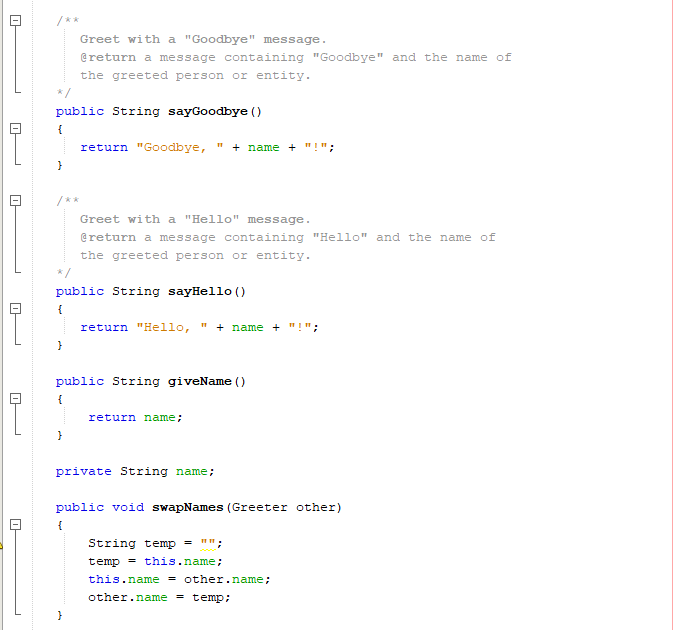 /**
Greet with a "Goodbye" message.
@return a message containing "Goodbye" and the name of
the greeted person or entity.
*/
public String sayGoodbye()
{
return "Goodbye, " + name + "!";
}
/**
Greet with a "Hello" message.
@return a message containing "Hello" and the name of
the greeted person or entity.
*/
public String sayHello()
{
return "Hello, " + name + "!";
}
public String giveName()
{
return name;
}
private String name;
public void swapNames(Greeter other)
{
String temp = "";
temp = this.name;
this.name = other.name;
other.name = temp;
}